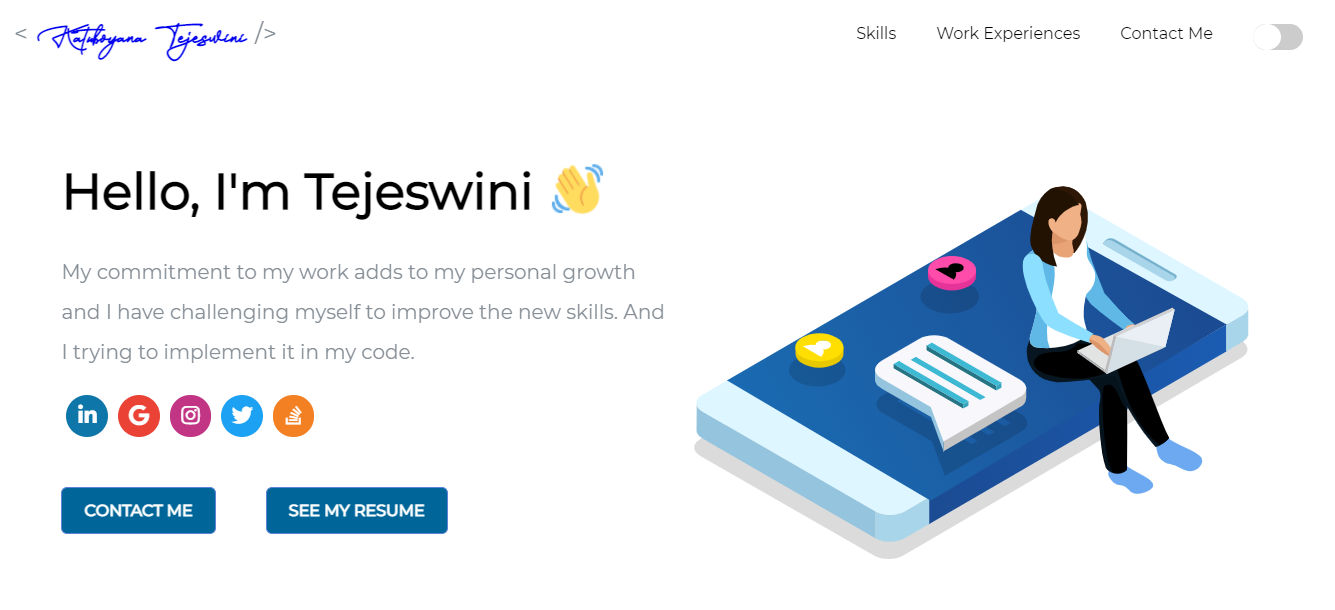 < Katuboyana Tejeswini />
Skills
Work Experiences
Contact Me
Hello, I'm Tejeswini 👋
My commitment to my work adds to my personal growth
and I have challenging myself to improve the new skills. And
I trying to implement it in my code.
in
G
CONTACT ME
SEE MY RESUME